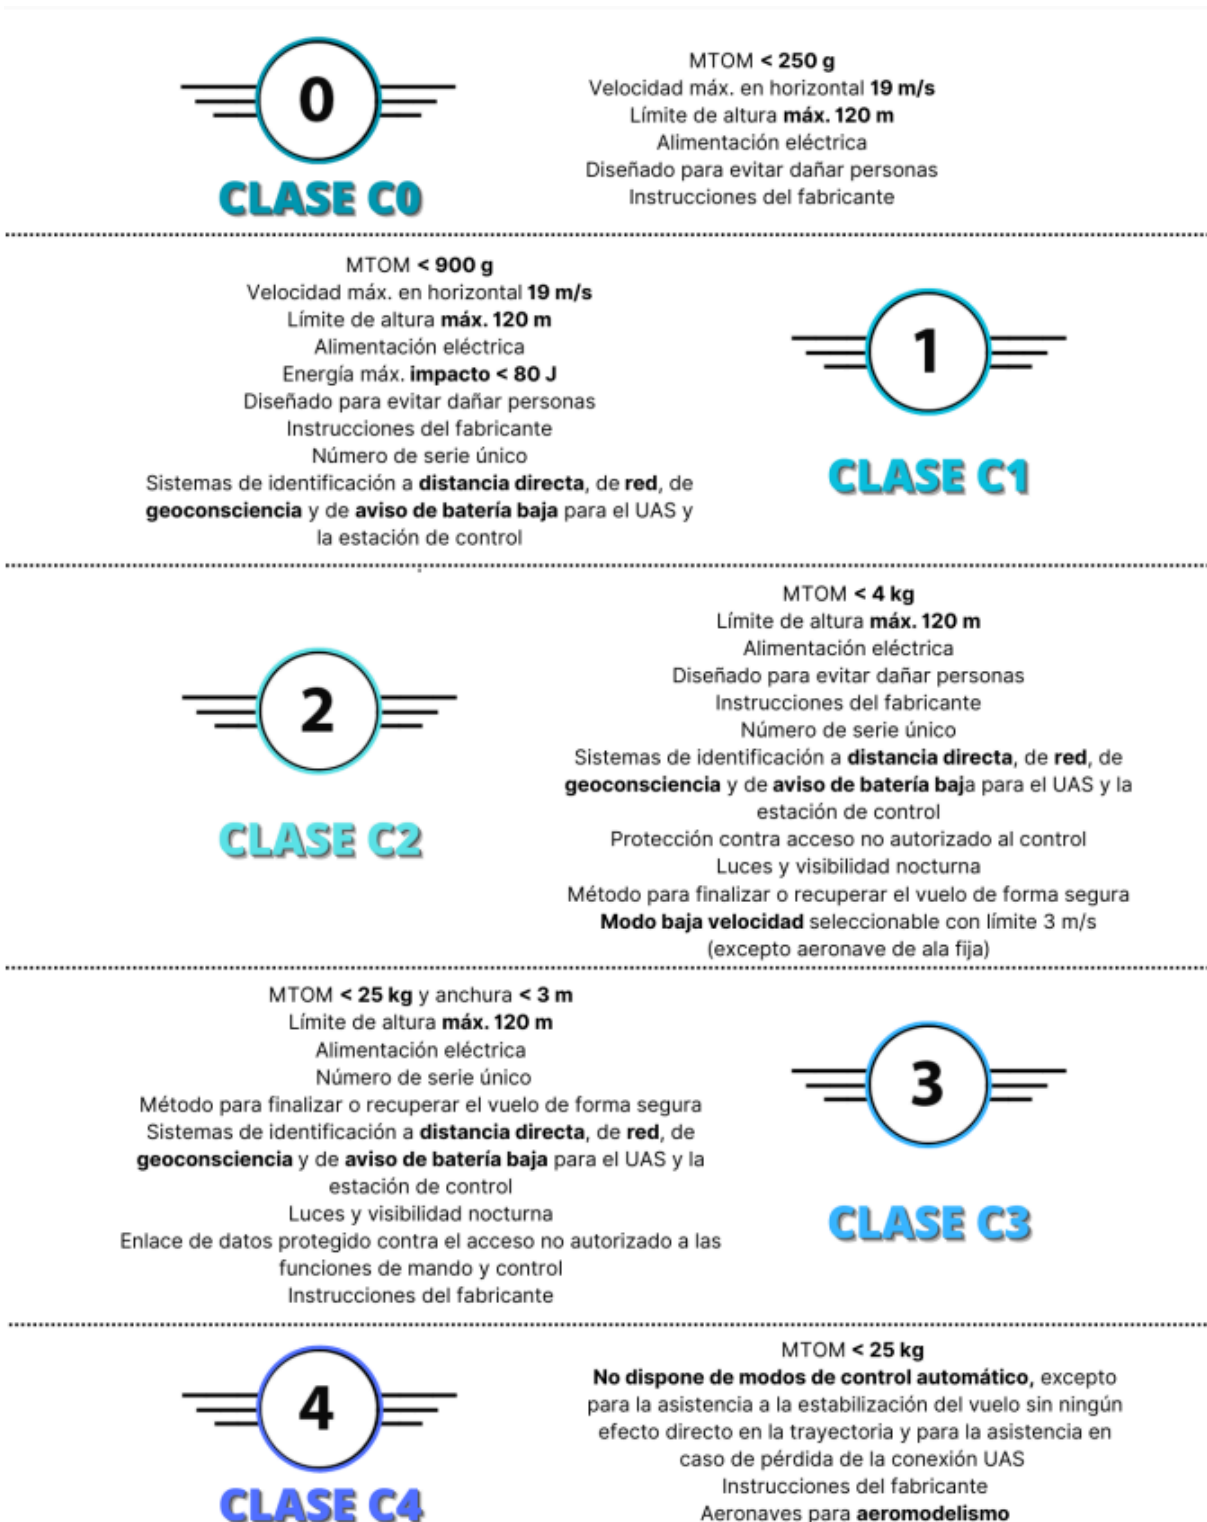 0
CLASE C0
MTOM < 250 g
Velocidad máx. en horizontal 19 m/s
Límite de altura máx. 120 m
Alimentación eléctrica
Diseñado para evitar dañar personas
Instrucciones del fabricante
MTOM < 900 g
Velocidad máx. en horizontal 19 m/s
Límite de altura máx. 120 m
Alimentación eléctrica
Energía máx. impacto < 80 J
Diseñado para evitar dañar personas
Instrucciones del fabricante
Número de serie único
Sistemas de identificación a distancia directa, de red, de
geoconsciencia y de aviso de batería baja para el UAS y
la estación de control
1
CLASE C1
2
CLASE C2
MTOM < 4 kg
Límite de altura máx. 120 m
Alimentación eléctrica
Diseñado para evitar dañar personas
Instrucciones del fabricante
Número de serie único
Sistemas de identificación a distancia directa, de red, de
geoconsciencia y de aviso de batería baja para el UAS y la
estación de control
Protección contra acceso no autorizado al control
Luces y visibilidad nocturna
Método para finalizar o recuperar el vuelo de forma segura
Modo baja velocidad seleccionable con límite 3 m/s
(excepto aeronave de ala fija)
MTOM < 25 kg y anchura < 3 m
Límite de altura máx. 120 m
Alimentación eléctrica
Número de serie único
Método para finalizar o recuperar el vuelo de forma segura
Sistemas de identificación a distancia directa, de red, de
geoconsciencia y de aviso de batería baja para el UAS y la
estación de control
Luces y visibilidad nocturna
Enlace de datos protegido contra el acceso no autorizado a las
funciones de mando y control
Instrucciones del fabricante
3
CLASE C3
4
CLASE C4
MTOM < 25 kg
No dispone de modos de control automático, excepto
para la asistencia a la estabilización del vuelo sin ningún
efecto directo en la trayectoria y para la asistencia en
caso de pérdida de la conexión UAS
Instrucciones del fabricante
Aeronaves para aeromodelismo